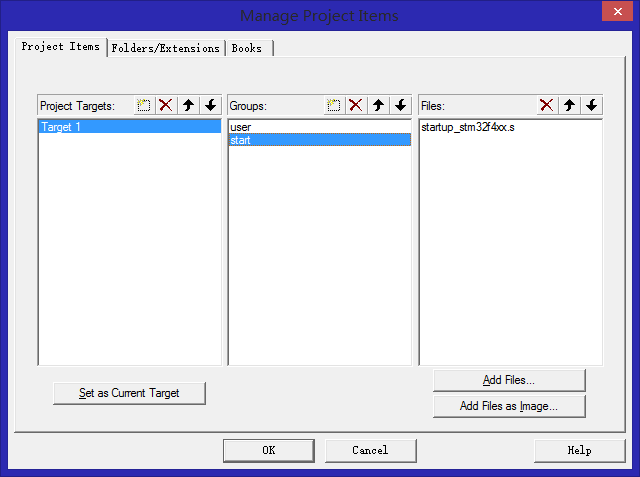 Manage Project Items
Project Items Folders/Extensions Books
Project Targets: Groups: Files:
Target 1
user
start
startup_stm32f4xx.s
Set as Current Target
Add Files...
Add Files as Image...
OK Cancel Help